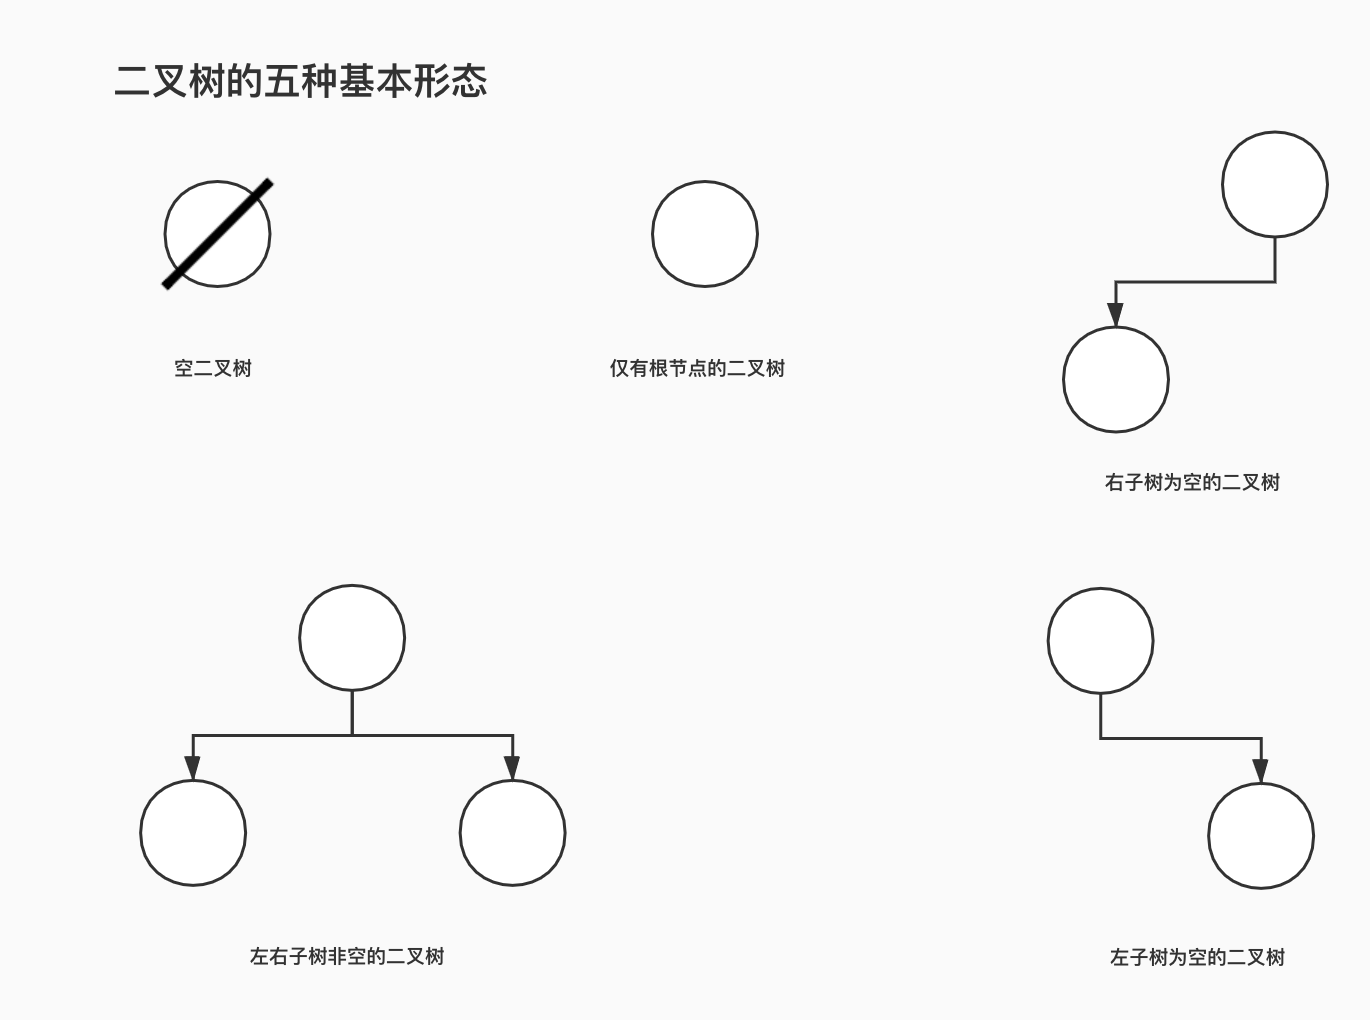 二叉树的五种基本形态
空二叉树
仅有根节点的二叉树
右子树为空的二叉树
左右子树非空的二叉树
左子树为空的二叉树